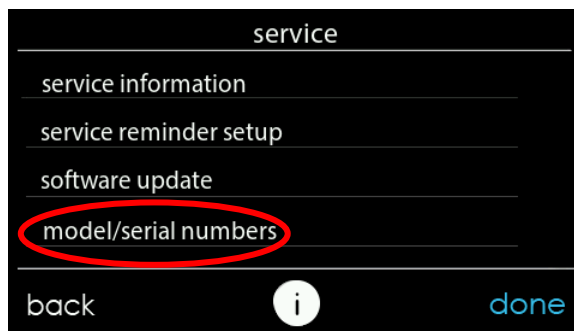 service
service information
service reminder setup
software update
model/serial numbers
back i done